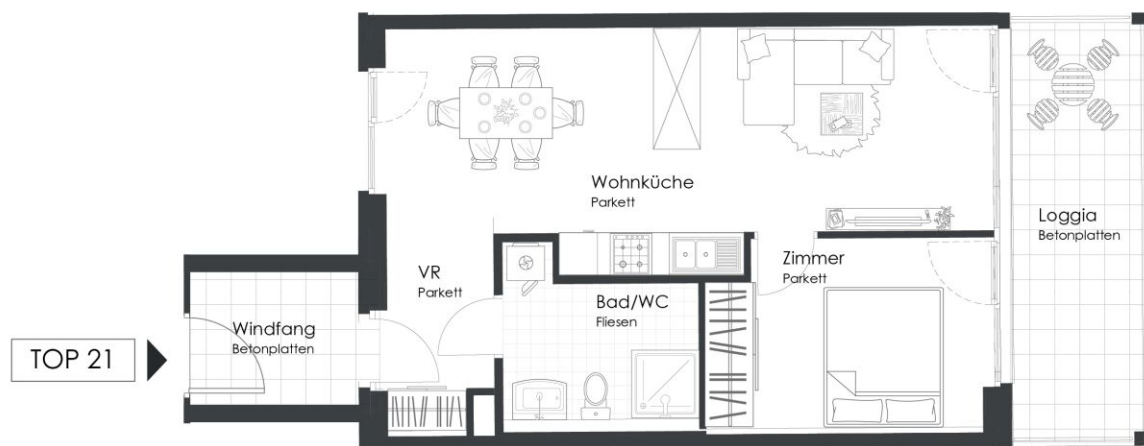 Wohnküche
Parkett
Loggia
Betonplatten
VR
Parkett
Zimmer
Parkett
Bad/WC
Fliesen
Windfang
Betonplatten
TOP 21